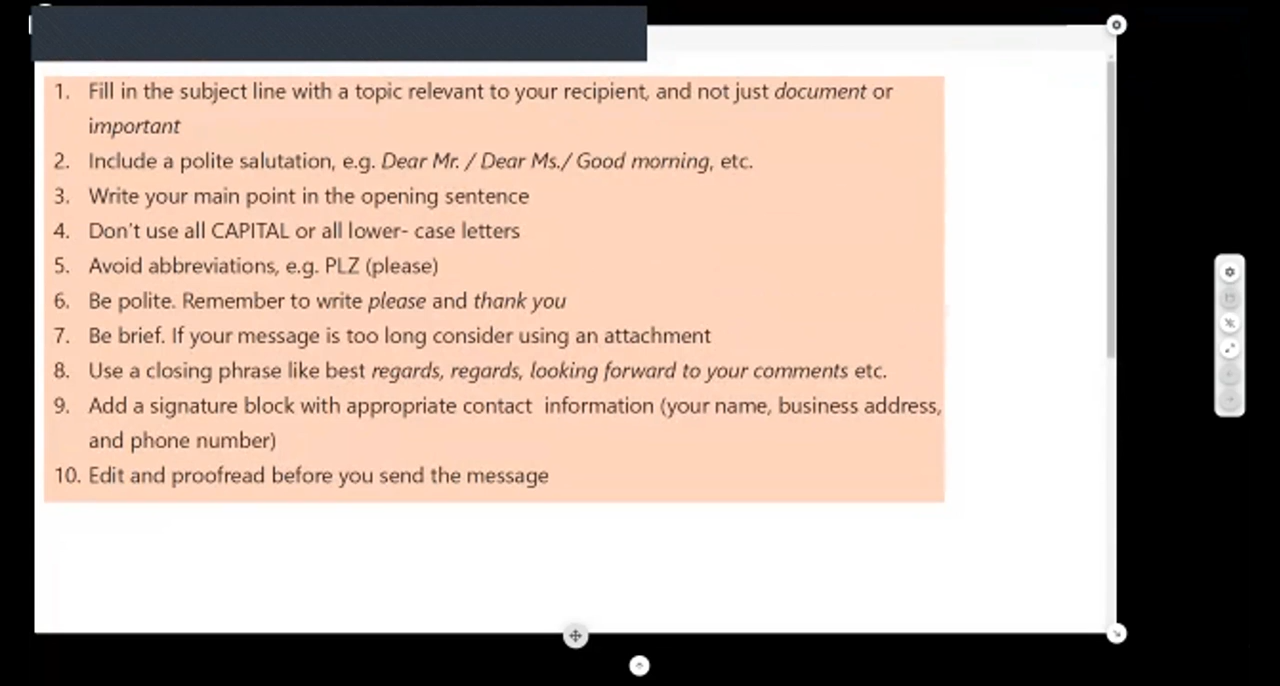 1. Fill in the subject line with a topic relevant to your recipient, and not just document or
important
2. Include a polite salutation, e.g. Dear Mr. / Dear Ms./ Good morning, etc.
3. Write your main point in the opening sentence
4. Don't use all CAPITAL or all lower- case letters
5. Avoid abbreviations, e.g. PLZ (please)
6. Be polite. Remember to write please and thank you
7. Be brief. If your message is too long consider using an attachment
8. Use a closing phrase like best regards, regards, looking forward to your comments etc.
9. Add a signature block with appropriate contact information (your name, business address,
and phone number)
10. Edit and proofread before you send the message